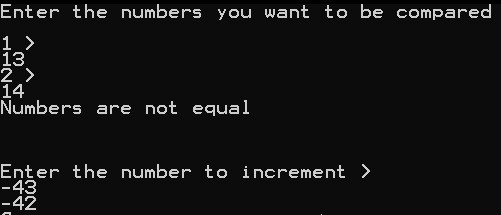 Enter the numbers you want to be compared
1 >
13
2 >
14
Numbers are not equal
Enter the number to increment >
-43
-42